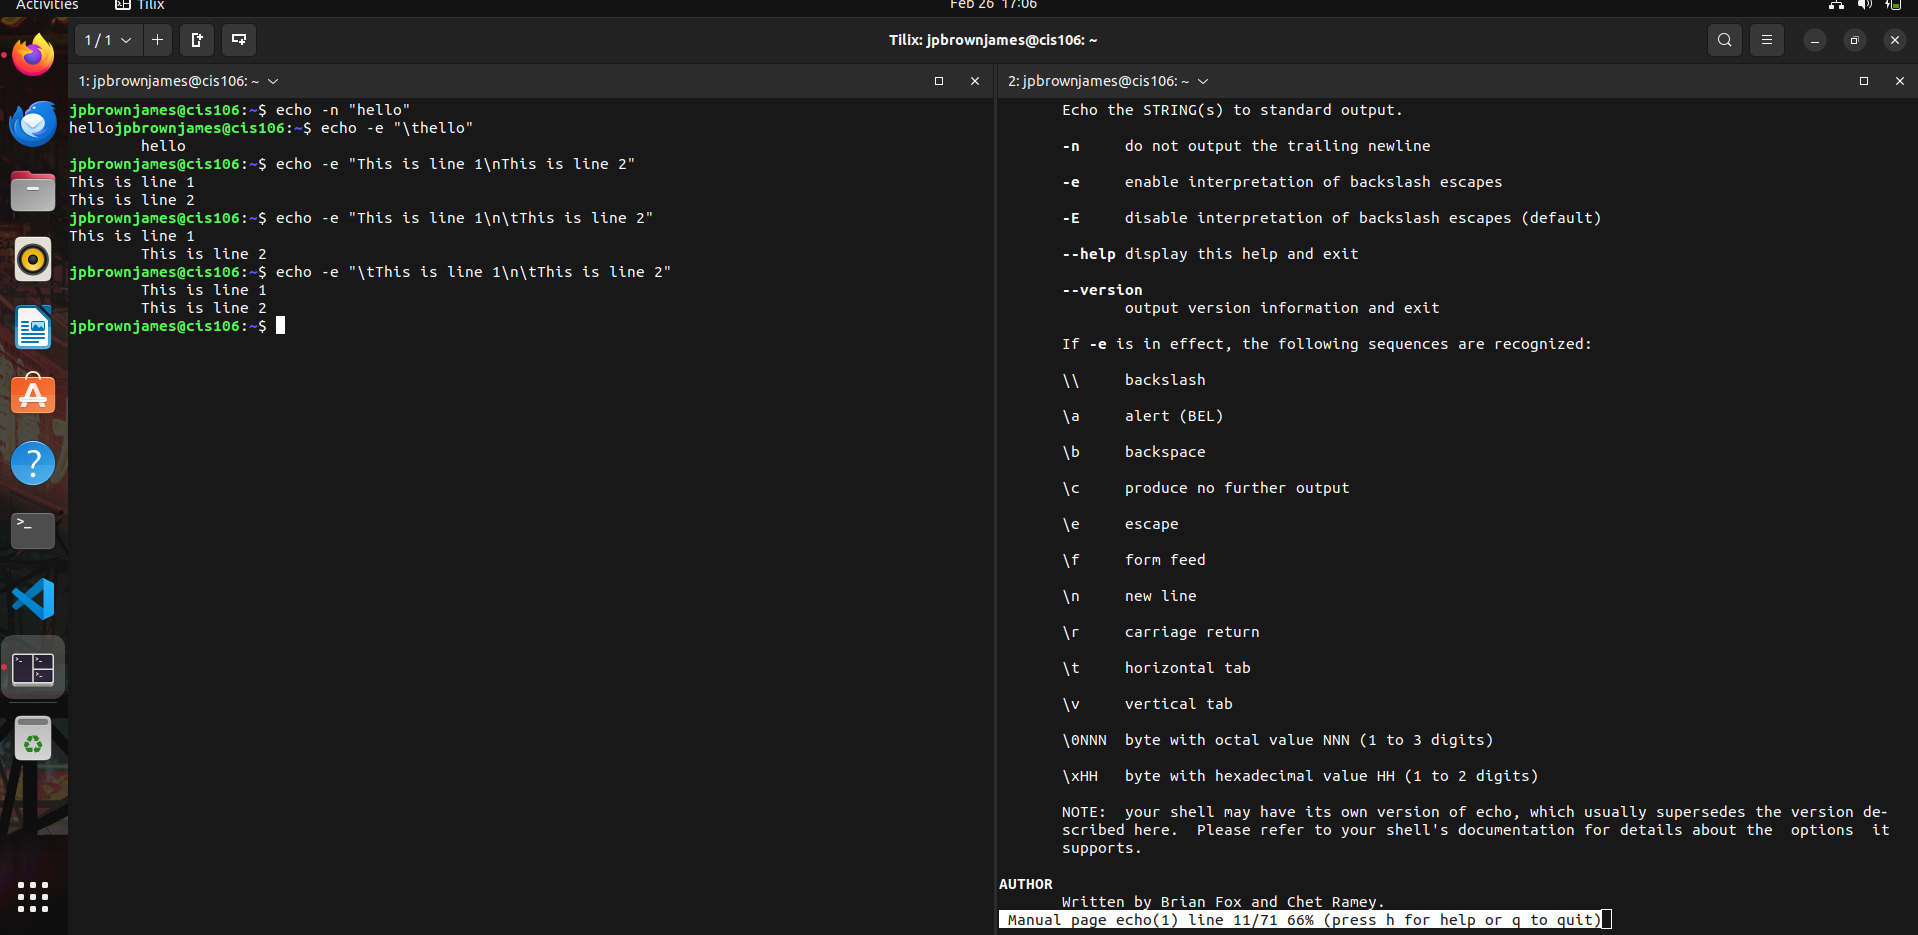 Activities Tilix Feb 26 17:06
1 / 1 Tilix: jpbrownjames@cis106: ~
1: jpbrownjames@cis106: ~
jpbrownjames@cis106:~$ echo -n "hello"
hellojpbrownjames@cis106:~$ echo -e "\thello"
        hello
jpbrownjames@cis106:~$ echo -e "This is line 1\nThis is line 2"
This is line 1
This is line 2
jpbrownjames@cis106:~$ echo -e "This is line 1\n\tThis is line 2"
This is line 1
        This is line 2
jpbrownjames@cis106:~$ echo -e "\tThis is line 1\n\tThis is line 2"
        This is line 1
        This is line 2
jpbrownjames@cis106:~$
2: jpbrownjames@cis106: ~
Echo the STRING(s) to standard output.
-n     do not output the trailing newline
-e     enable interpretation of backslash escapes
-E     disable interpretation of backslash escapes (default)
--help display this help and exit
--version
output version information and exit
If -e is in effect, the following sequences are recognized:
\\     backslash
\a     alert (BEL)
\b     backspace
\c     produce no further output
\e     escape
\f     form feed
\n     new line
\r     carriage return
\t     horizontal tab
\v     vertical tab
\0NNN  byte with octal value NNN (1 to 3 digits)
\xHH   byte with hexadecimal value HH (1 to 2 digits)
NOTE:  your shell may have its own version of echo, which usually supersedes the version de-
scribed here.  Please refer to your shell's documentation for details about the  options  it
supports.
AUTHOR
Written by Brian Fox and Chet Ramey.
Manual page echo(1) line 11/71 66% (press h for help or q to quit)